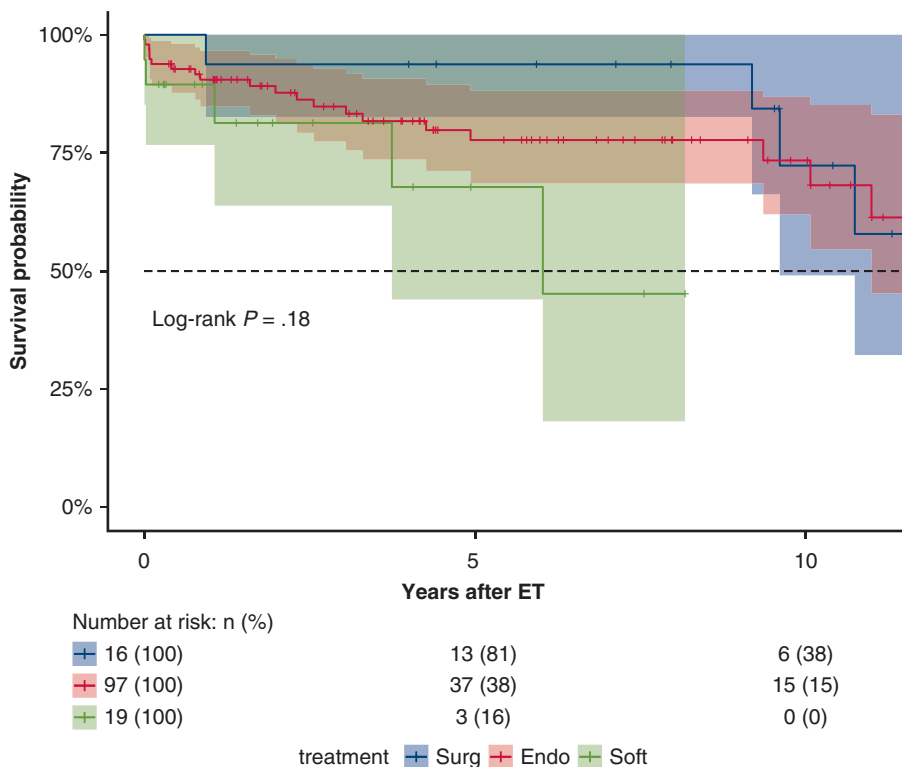 100%
75%
50%
25%
0%
Survival probability
Log-rank P = .18
0 5 10
Years after ET
Number at risk: n (%)
16 (100) 13 (81) 6 (38)
97 (100) 37 (38) 15 (15)
19 (100) 3 (16) 0 (0)
treatment Surg Endo Soft